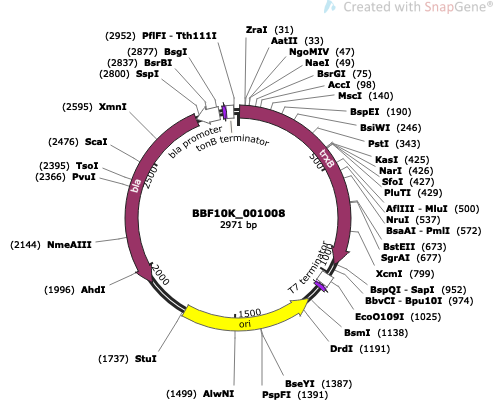 Created with SnapGene®
(2952) PflFI - Tth111I
(2877) BsgI
(2837) BsrBI
(2800) SspI
(2595) XmnI
(2476) ScaI
(2395) TsoI
(2366) PvuI
(2144) NmeAIII
(1996) AhdI
(1737) StuI
(1499) AlwNI
ZraI (31)
AatII (33)
NgoMIV (47)
NaeI (49)
BsrGI (75)
AccI (98)
MscI (140)
BspEI (190)
BsiWI (246)
PstI (343)
KasI (425)
NarI (426)
SfoI (427)
PluTI (429)
AflIII - MluI (500)
NruI (537)
BsaAI - PmlI (572)
BstEII (673)
SgrAI (677)
XcmI (799)
BspQI - SapI (952)
BbvCI - Bpu10I (974)
EcoO109I (1025)
BsmI (1138)
DrdI (1191)
BseYI (1387)
PspFI (1391)
bla promoter
tonB terminator
trxB
500
1000
T7 terminator
1500
ori
2000
2500
bla
BBF10K_001008
2971 bp